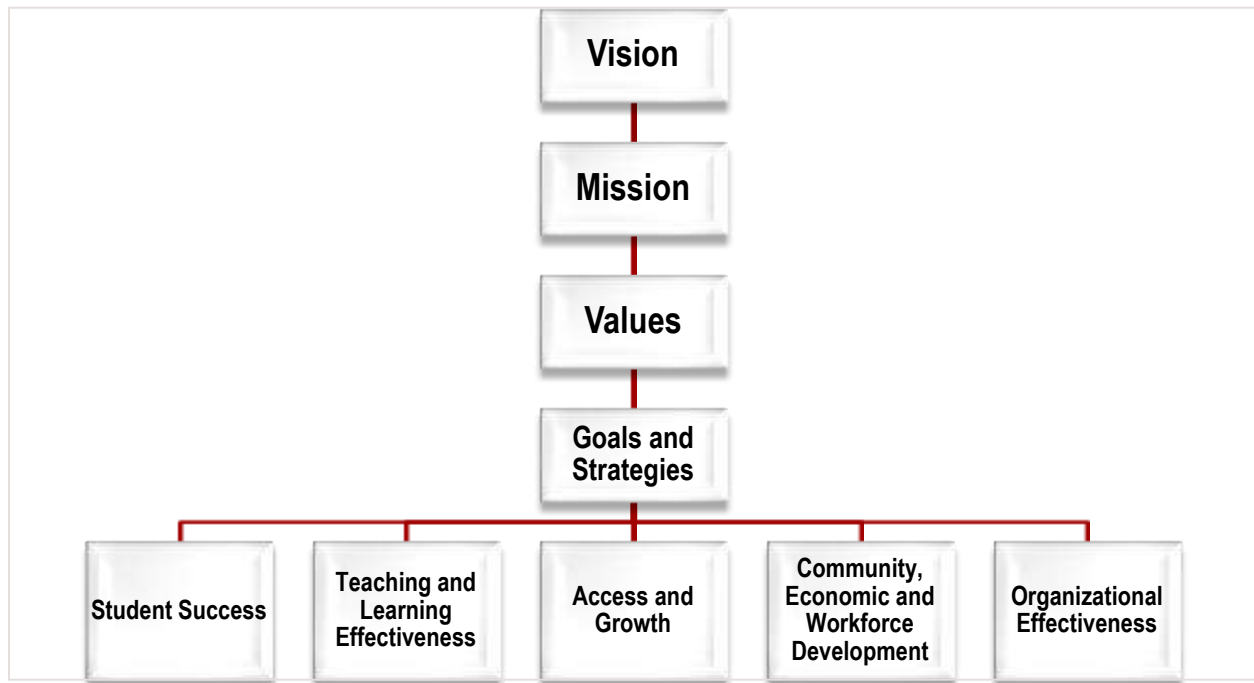 Vision
Mission
Values
Goals and
Strategies
Student Success
Teaching and
Learning
Effectiveness
Access and
Growth
Community,
Economic and
Workforce
Development
Organizational
Effectiveness